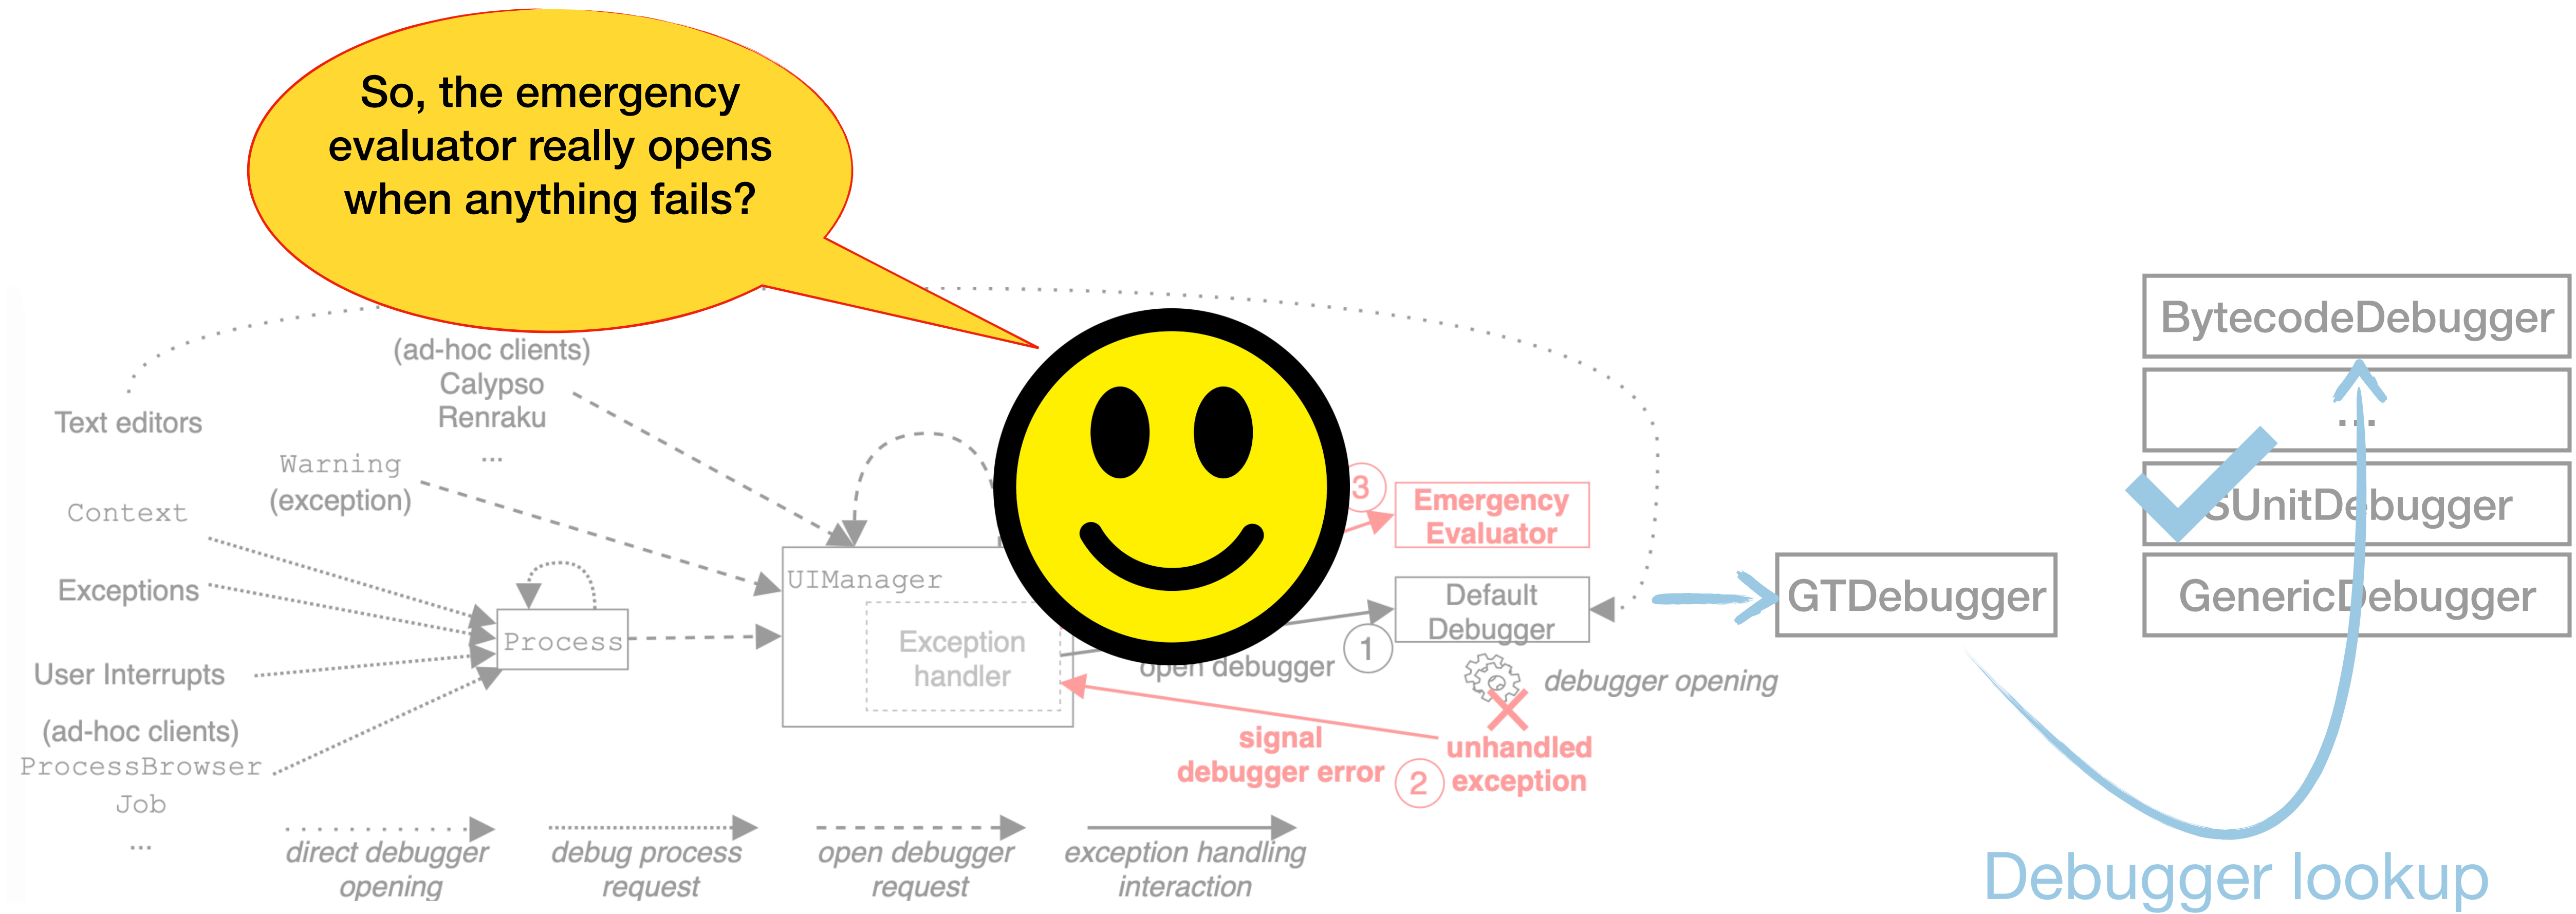 So, the emergency
evaluator really opens
when anything fails?
(ad-hoc clients)
Calypso
Renraku
...
Text editors
Warning
(exception)
Context
Exceptions
User Interrupts
(ad-hoc clients)
ProcessBrowser
Job
...
Process
UIManager
Exception
handler
3
Emergency
Evaluator
Default
Debugger
open debugger
1
debugger opening
signal
debugger error
2
unhandled
exception
GTDebugger
BytecodeDebugger
...
SUnitDebugger
GenericDebugger
direct debugger
opening
debug process
request
open debugger
request
exception handling
interaction
Debugger lookup